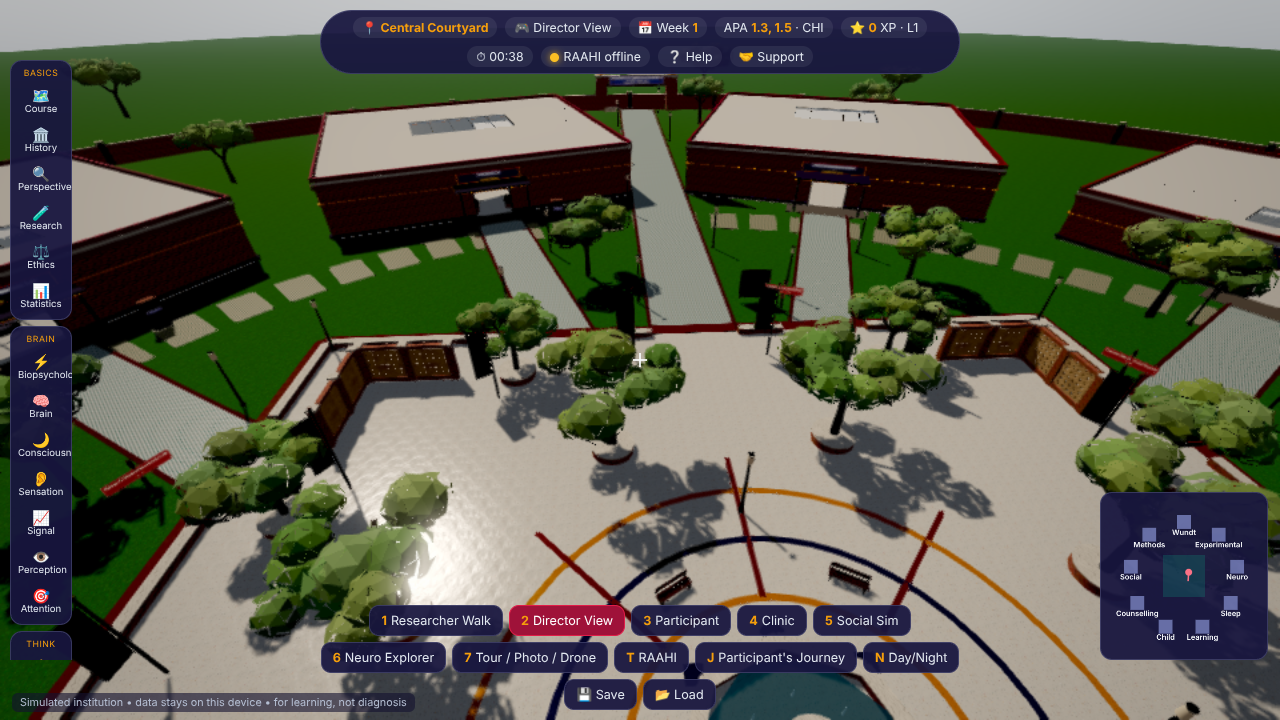 📍 Central Courtyard
🎮 Director View
📅 Week 1
APA 1.3, 1.5 · CHI
⭐ 0 XP · L1
⏱ 00:38
RAAHI offline
❔ Help
🤝 Support
BASICS
Course
History
Perspective
Research
Ethics
Statistics
BRAIN
Biopsycholo
Brain
Consciousn
Sensation
Signal
Perception
Attention
THINK
Wundt
Methods
Experimental
Social
Neuro
Counselling
Sleep
Child
Learning
1 Researcher Walk
2 Director View
3 Participant
4 Clinic
5 Social Sim
6 Neuro Explorer
7 Tour / Photo / Drone
T RAAHI
J Participant's Journey
N Day/Night
💾 Save
📂 Load
Simulated institution • data stays on this device • for learning, not diagnosis